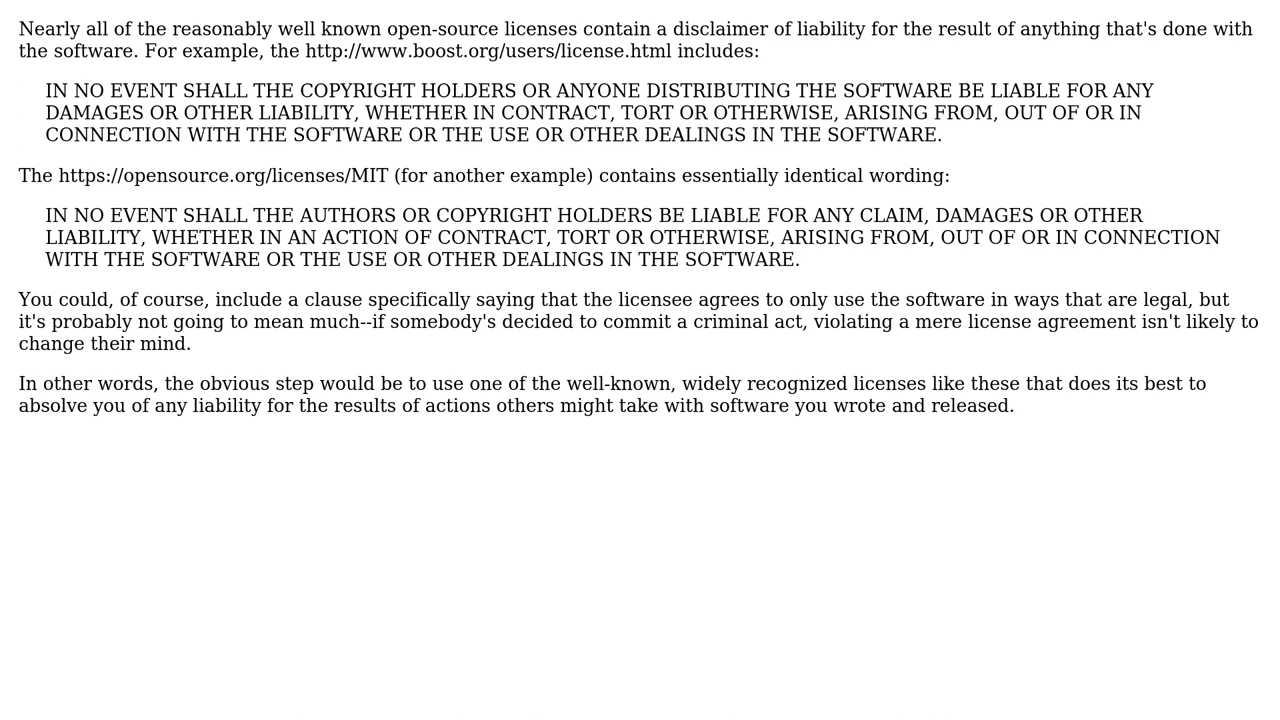 Nearly all of the reasonably well known open-source licenses contain a disclaimer of liability for the result of anything that's done with
the software. For example, the http://www.boost.org/users/license.html includes:
IN NO EVENT SHALL THE COPYRIGHT HOLDERS OR ANYONE DISTRIBUTING THE SOFTWARE BE LIABLE FOR ANY
DAMAGES OR OTHER LIABILITY, WHETHER IN CONTRACT, TORT OR OTHERWISE, ARISING FROM, OUT OF OR IN
CONNECTION WITH THE SOFTWARE OR THE USE OR OTHER DEALINGS IN THE SOFTWARE.
The https://opensource.org/licenses/MIT (for another example) contains essentially identical wording:
IN NO EVENT SHALL THE AUTHORS OR COPYRIGHT HOLDERS BE LIABLE FOR ANY CLAIM, DAMAGES OR OTHER
LIABILITY, WHETHER IN AN ACTION OF CONTRACT, TORT OR OTHERWISE, ARISING FROM, OUT OF OR IN CONNECTION
WITH THE SOFTWARE OR THE USE OR OTHER DEALINGS IN THE SOFTWARE.
You could, of course, include a clause specifically saying that the licensee agrees to only use the software in ways that are legal, but
it's probably not going to mean much--if somebody's decided to commit a criminal act, violating a mere license agreement isn't likely to
change their mind.
In other words, the obvious step would be to use one of the well-known, widely recognized licenses like these that does its best to
absolve you of any liability for the results of actions others might take with software you wrote and released.